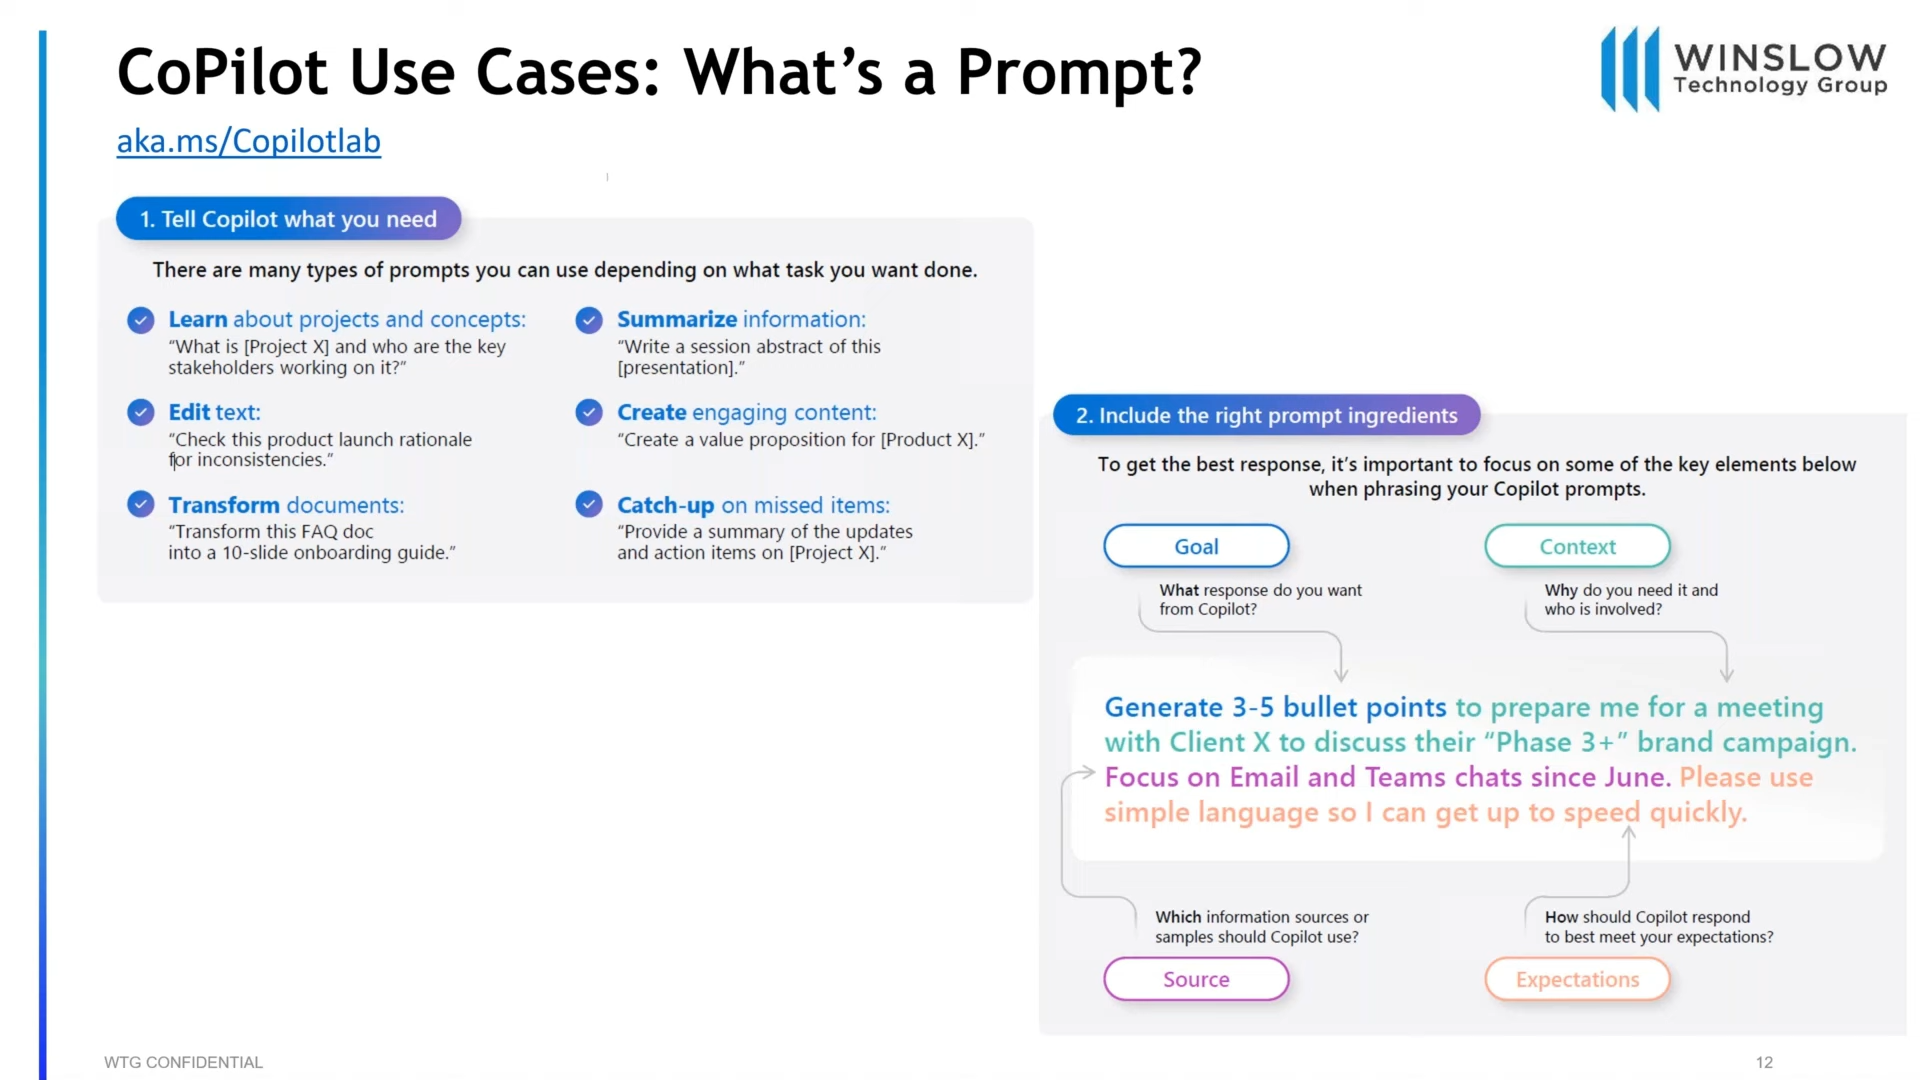 CoPilot Use Cases: What’s a Prompt?
WINSLOW
Technology Group
aka.ms/Copilotlab
1. Tell Copilot what you need
There are many types of prompts you can use depending on what task you want done.
Learn about projects and concepts:
“What is [Project X] and who are the key
stakeholders working on it?”
Edit text:
“Check this product launch rationale
for inconsistencies.”
Transform documents:
“Transform this FAQ doc
into a 10-slide onboarding guide.”
Summarize information:
“Write a session abstract of this
[presentation].”
Create engaging content:
“Create a value proposition for [Product X].”
Catch-up on missed items:
“Provide a summary of the updates
and action items on [Project X].”
2. Include the right prompt ingredients
To get the best response, it’s important to focus on some of the key elements below
when phrasing your Copilot prompts.
Goal
What response do you want
from Copilot?
Context
Why do you need it and
who is involved?
Generate 3-5 bullet points to prepare me for a meeting
with Client X to discuss their “Phase 3+” brand campaign.
Focus on Email and Teams chats since June. Please use
simple language so I can get up to speed quickly.
Which information sources or
samples should Copilot use?
Source
How should Copilot respond
to best meet your expectations?
Expectations
WTG CONFIDENTIAL
12